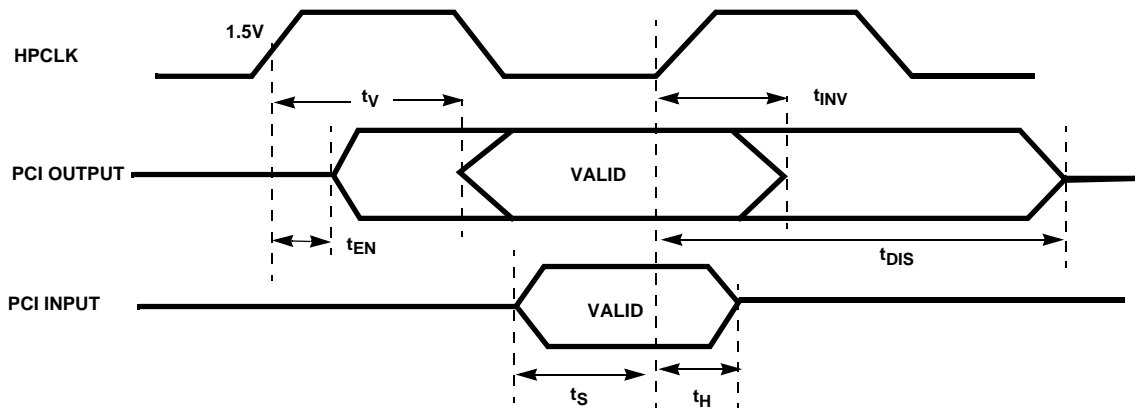 1.5V
HPCLK
tV
tINV
PCI OUTPUT
VALID
tEN
tDIS
PCI INPUT
VALID
tS
tH